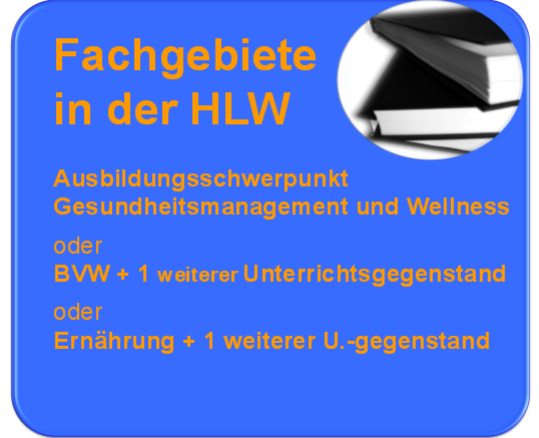 Fachgebiete
in der HLW
Ausbildungsschwerpunkt
Gesundheitsmanagement und Wellness
oder
BVW + 1 weiterer Unterrichtsgegenstand
oder
Ernährung + 1 weiterer U.-gegenstand